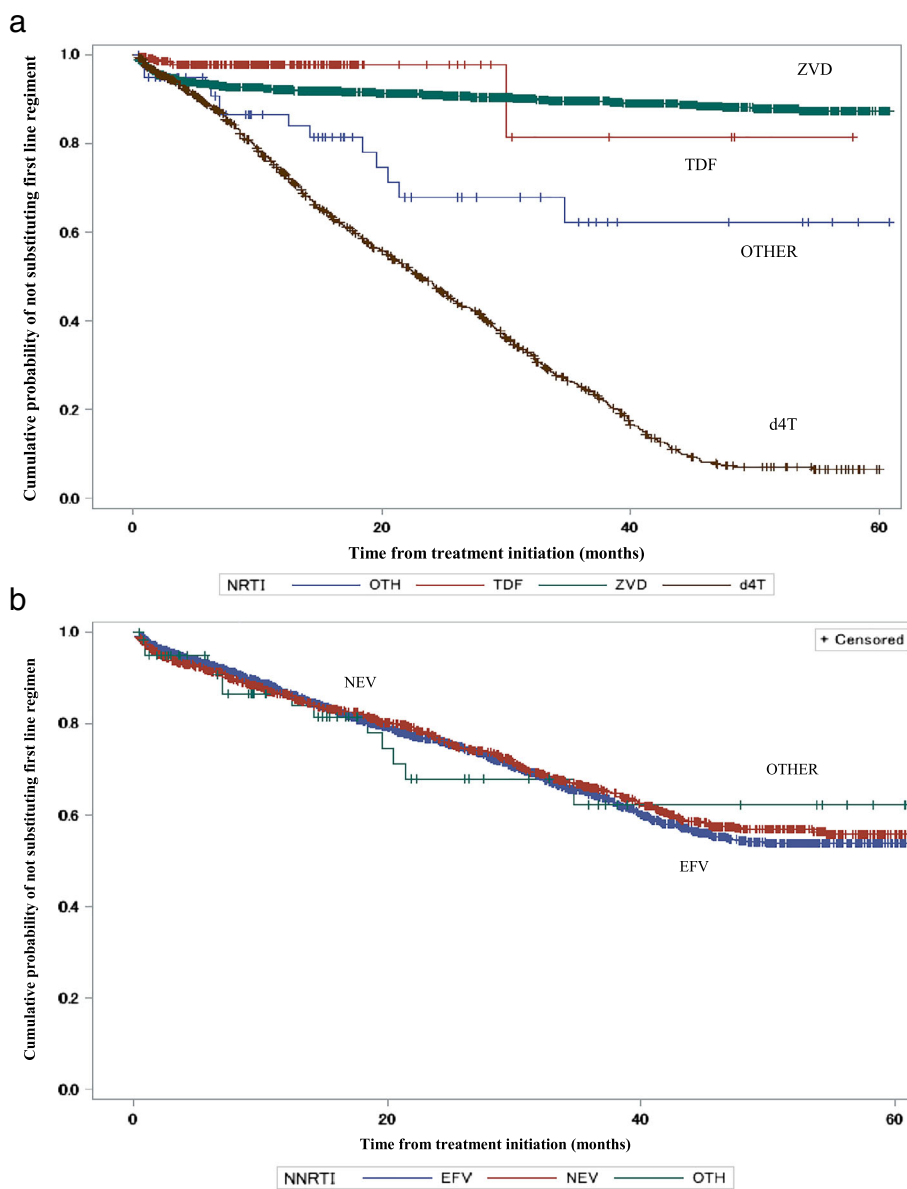 a
Cumulative probability of not substituting first line regiment
1.0
0.8
0.6
0.4
0.2
0.0
ZVD
TDF
OTHER
d4T
0 20 40 60
Time from treatment initiation (months)
NRTI OTH TDF ZVD d4T
b
Cumulative probability of not substituting first line regimen
1.0
0.8
0.6
0.4
0.2
0.0
+ Censored
NEV
OTHER
EFV
0 20 40 60
Time from treatment initiation (months)
NNRTI EFV NEV OTH